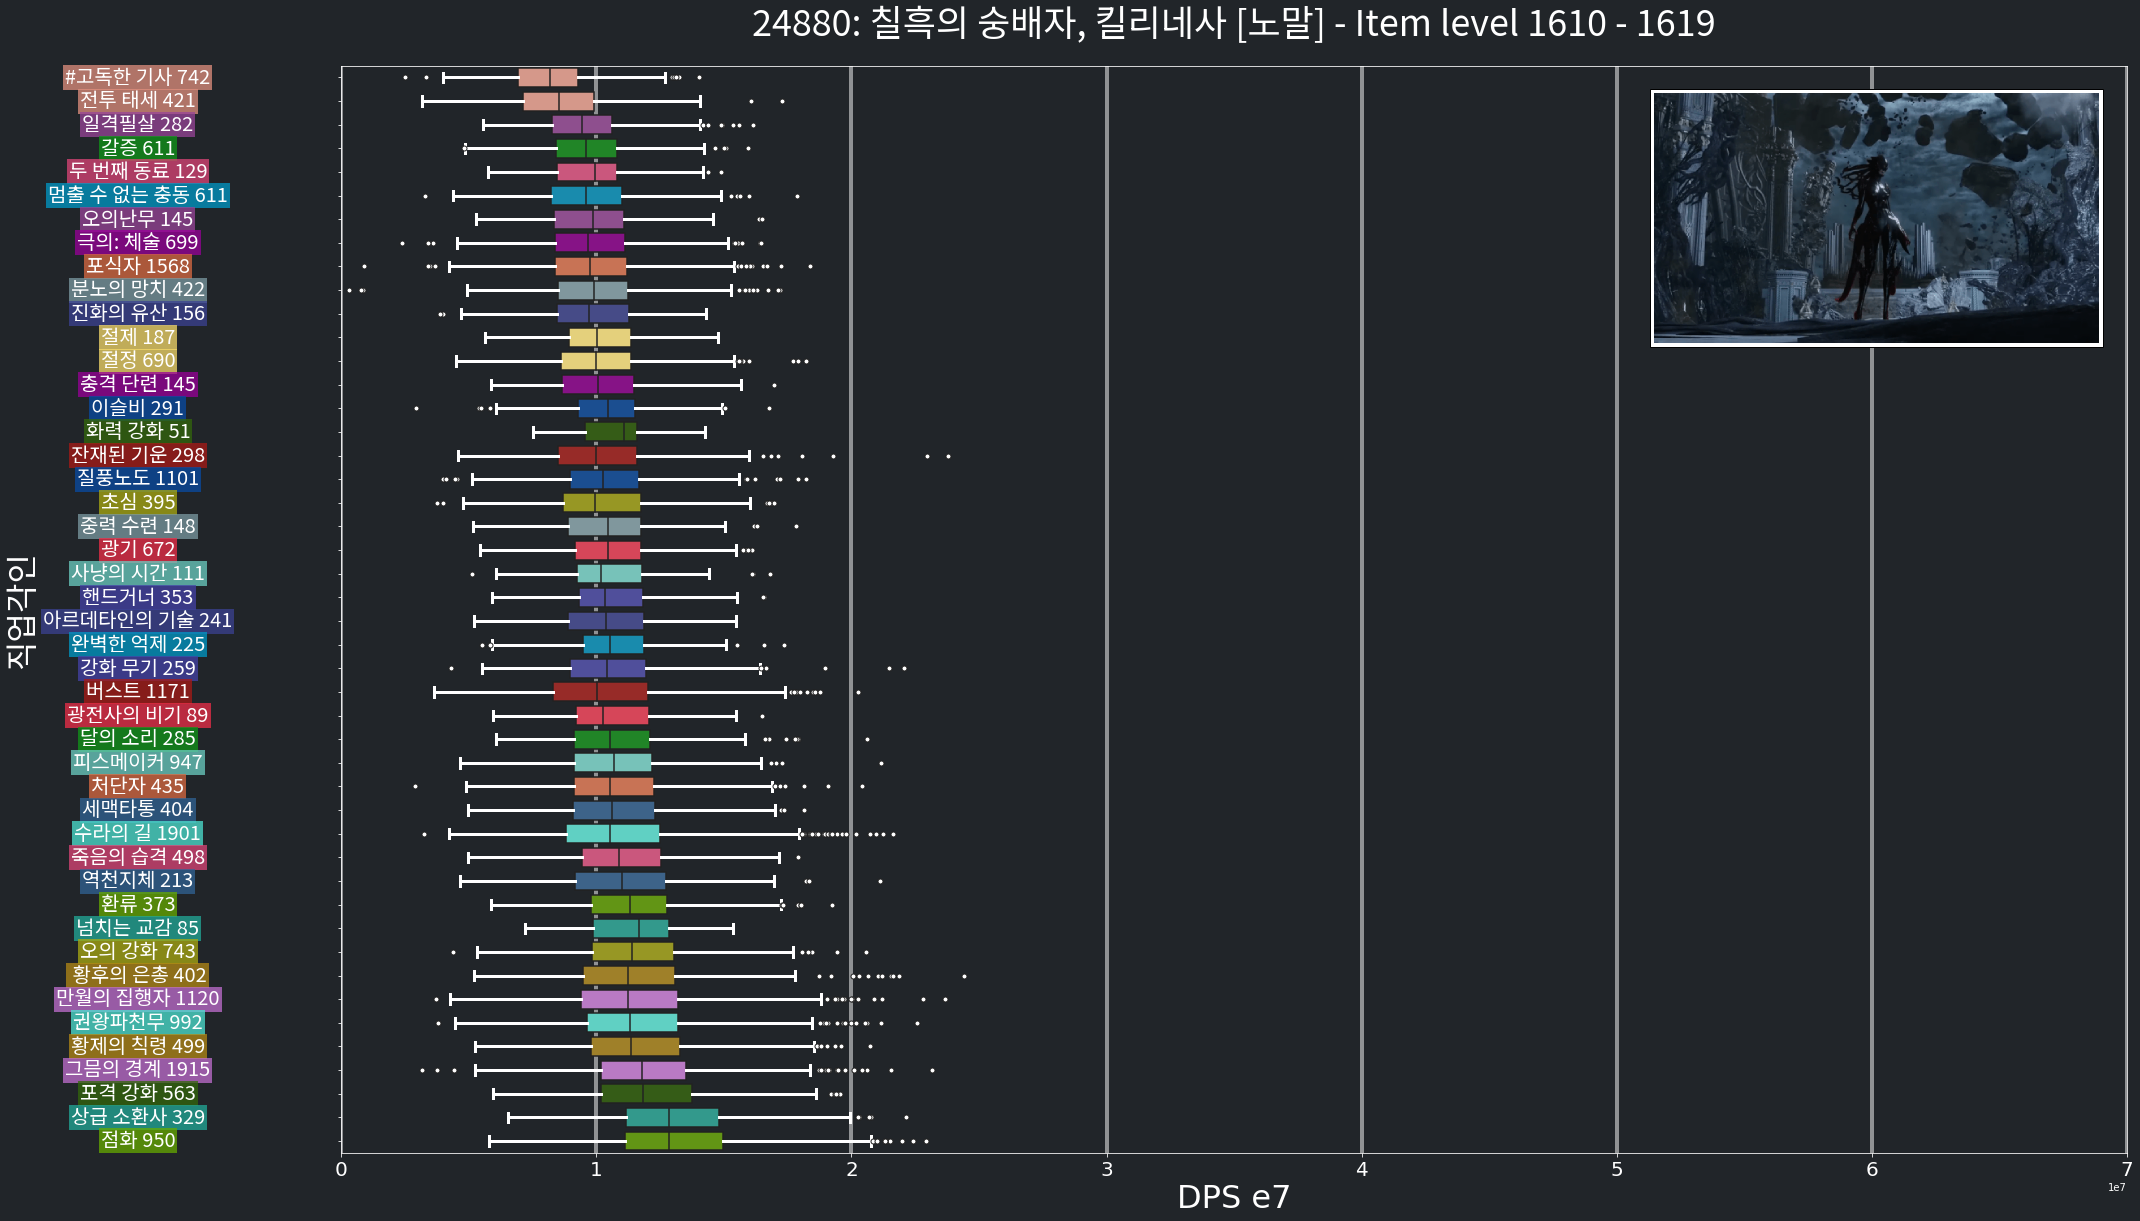 24880: 칠흑의 숭배자, 킬리네사 [노말] - Item level 1610 - 1619
#고독한 기사 742
전투 태세 421
일격필살 282
갈증 611
두 번째 동료 129
멈출 수 없는 충동 611
오의난무 145
극의: 체술 699
포식자 1568
분노의 망치 422
진화의 유산 156
절제 187
절정 690
충격 단련 145
이슬비 291
화력 강화 51
잔재된 기운 298
질풍노도 1101
초심 395
중력 수련 148
광기 672
사냥의 시간 111
핸드거너 353
아르데타인의 기술 241
완벽한 억제 225
강화 무기 259
버스트 1171
광전사의 비기 89
달의 소리 285
피스메이커 947
처단자 435
세맥타통 404
수라의 길 1901
죽음의 습격 498
역천지체 213
환류 373
넘치는 교감 85
오의 강화 743
황후의 은총 402
만월의 집행자 1120
권왕파천무 992
황제의 칙령 499
그믐의 경계 1915
포격 강화 563
상급 소환사 329
점화 950
직업각인
0 1 2 3 4 5 6 7
1e7
DPS e7